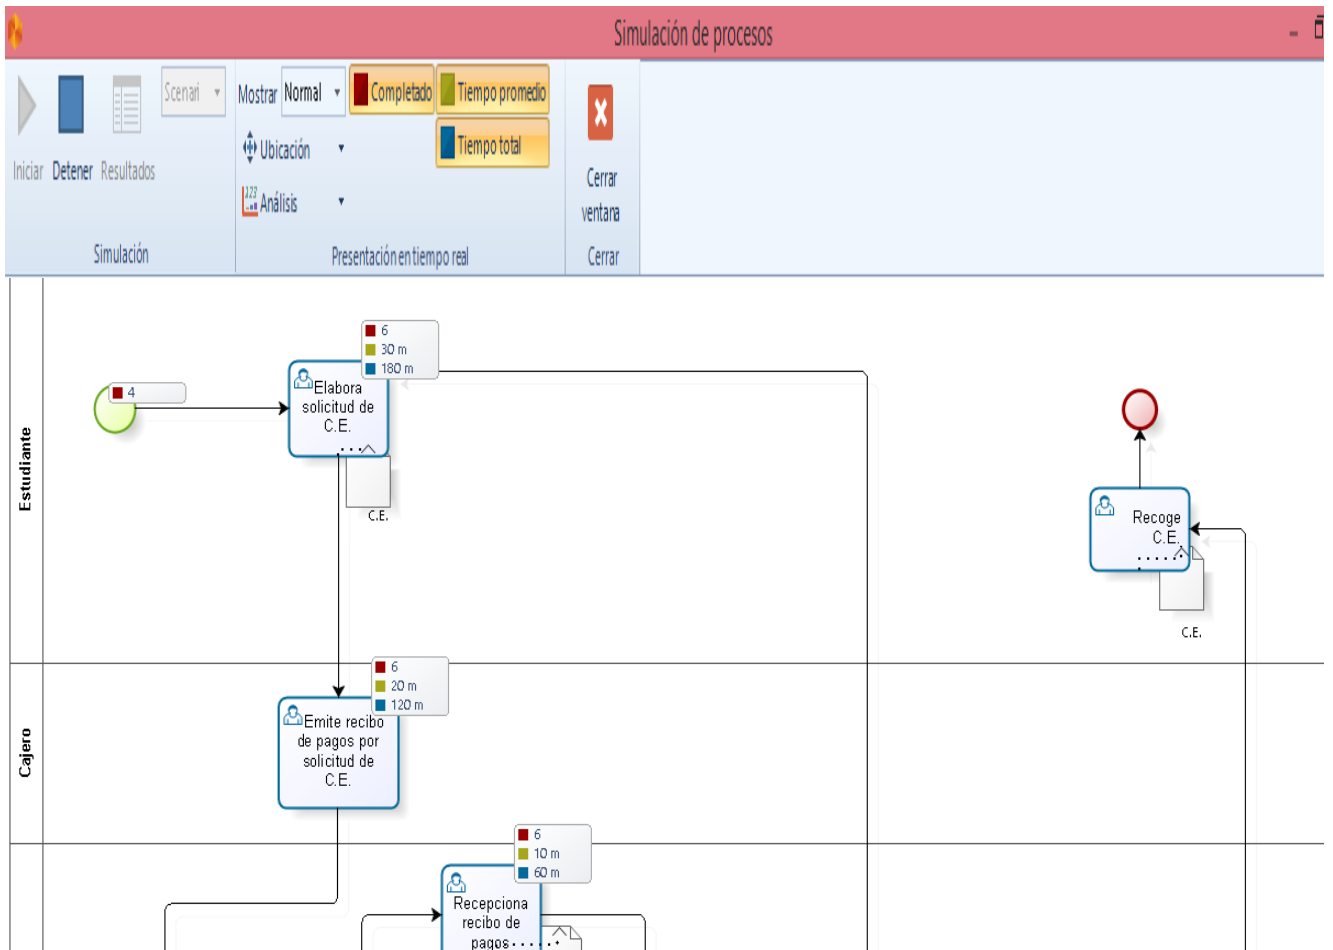 Simulación de procesos
Iniciar
Detener
Resultados
Scenari
Simulación
Mostrar
Normal
Completado
Tiempo promedio
Ubicación
Tiempo total
123
Análisis
Presentación en tiempo real
Cerrar
ventana
Cerrar
Estudiante
4
6
30 m
180 m
Elabora
solicitud de
C.E.
C.E.
Recoge
C.E.
C.E.
Cajero
6
20 m
120 m
Emite recibo
de pagos por
solicitud de
C.E.
6
10 m
60 m
Recepciona
recibo de
pagos